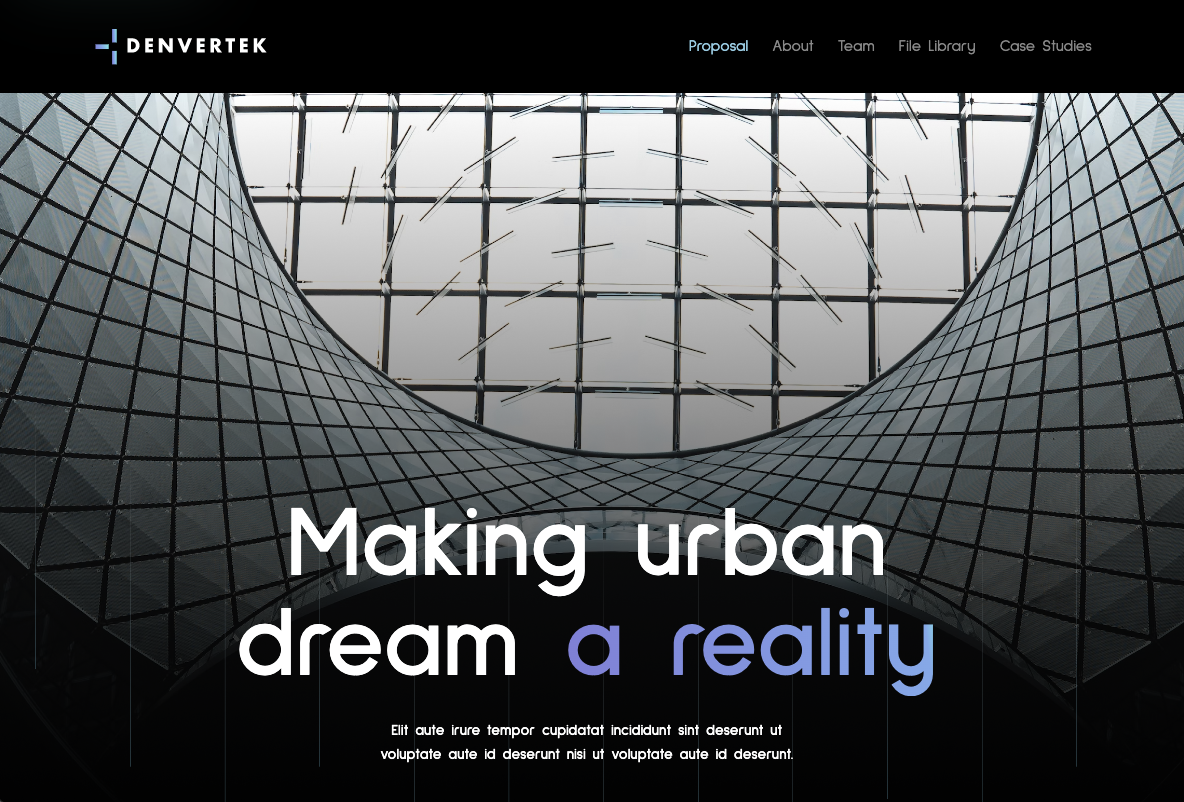 DENVERTEK
Proposal About Team File Library Case Studies
Making urban
dream a reality
Elit aute irure tempor cupidatat incididunt sint deserunt ut
voluptate aute id deserunt nisi ut voluptate aute id deserunt.